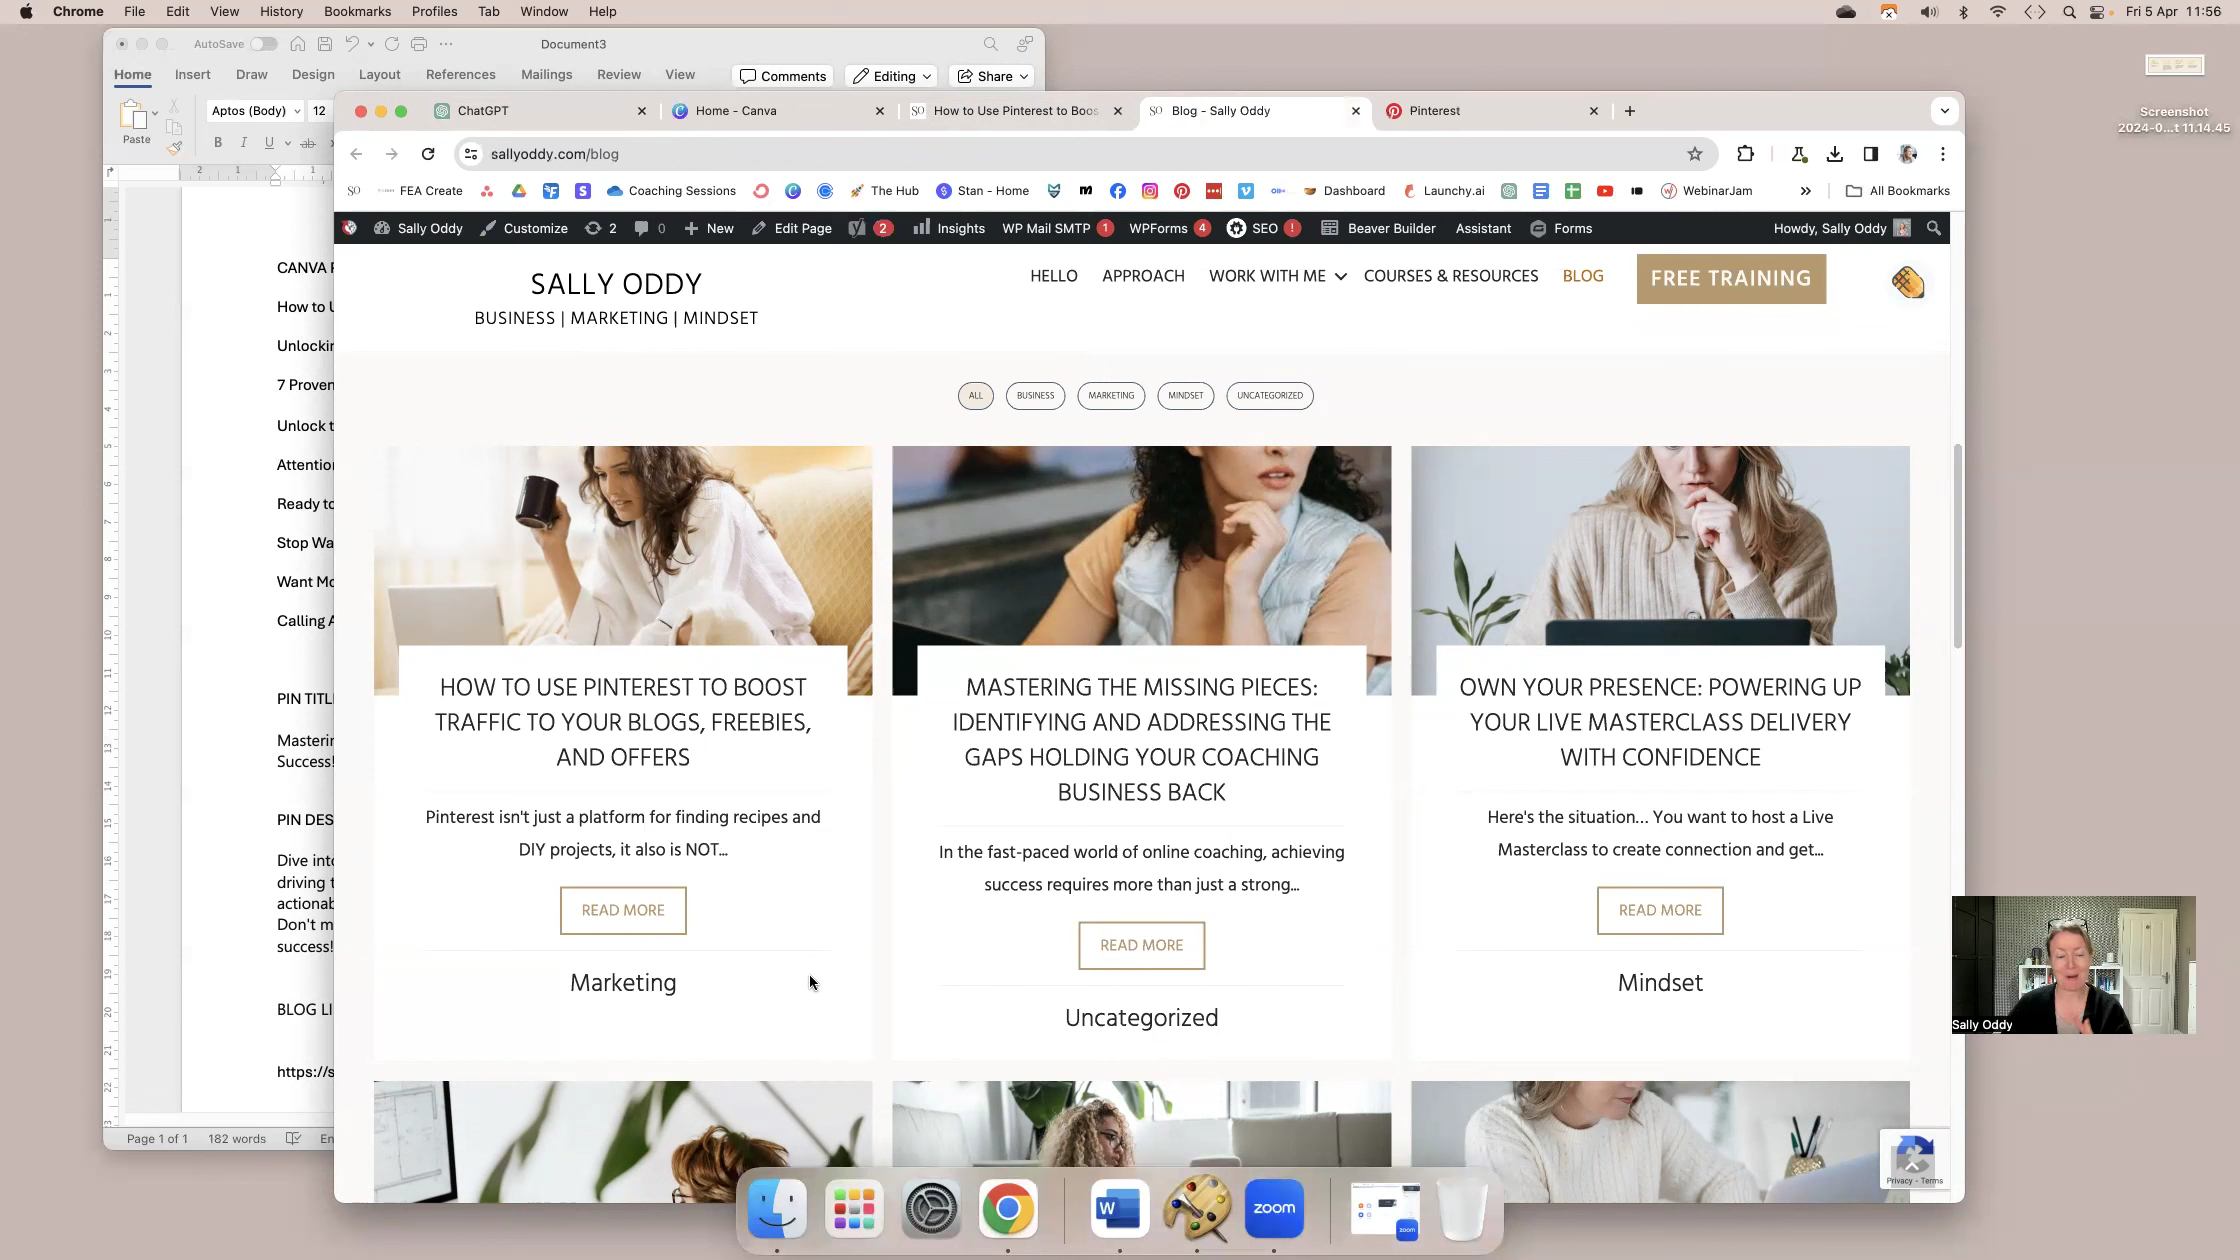 Chrome File Edit View History Bookmarks Profiles Tab Window Help
Fri 5 Apr 11:56
AutoSave
Document3
Home Insert Draw Design Layout References Mailings Review View
Comments Editing Share
Paste
Aptos (Body) 12
B I U ab
ChatGPT
Home - Canva
How to Use Pinterest to Boos
Blog - Sally Oddy
Pinterest
sallyoddy.com/blog
FEA Create
Coaching Sessions
The Hub
Stan - Home
Dashboard
Launchy.ai
WebinarJam
All Bookmarks
Sally Oddy Customize 2 0 New Edit Page 2 Insights WP Mail SMTP 1 WPForms 4 SEO ! Beaver Builder Assistant Forms
Howdy, Sally Oddy
SALLY ODDY
BUSINESS | MARKETING | MINDSET
HELLO APPROACH WORK WITH ME COURSES & RESOURCES BLOG FREE TRAINING
ALL BUSINESS MARKETING MINDSET UNCATEGORIZED
HOW TO USE PINTEREST TO BOOST
TRAFFIC TO YOUR BLOGS, FREEBIES,
AND OFFERS
Pinterest isn't just a platform for finding recipes and
DIY projects, it also is NOT...
READ MORE
Marketing
MASTERING THE MISSING PIECES:
IDENTIFYING AND ADDRESSING THE
GAPS HOLDING YOUR COACHING
BUSINESS BACK
In the fast-paced world of online coaching, achieving
success requires more than just a strong...
READ MORE
Uncategorized
OWN YOUR PRESENCE: POWERING UP
YOUR LIVE MASTERCLASS DELIVERY
WITH CONFIDENCE
Here's the situation... You want to host a Live
Masterclass to create connection and get...
READ MORE
Mindset
CANVA
How to
Unlockin
7 Proven
Unlock t
Attention
Ready to
Stop Wa
Want Mo
Calling A
PIN TITL
Masterin
Success!
PIN DES
Dive into
driving t
actionab
Don't m
success!
BLOG LI
https://s
Page 1 of 1 182 words En
Screenshot
2024-0...t 11.14.45
Sally Oddy
Privacy - Terms
W
zoom
zoom